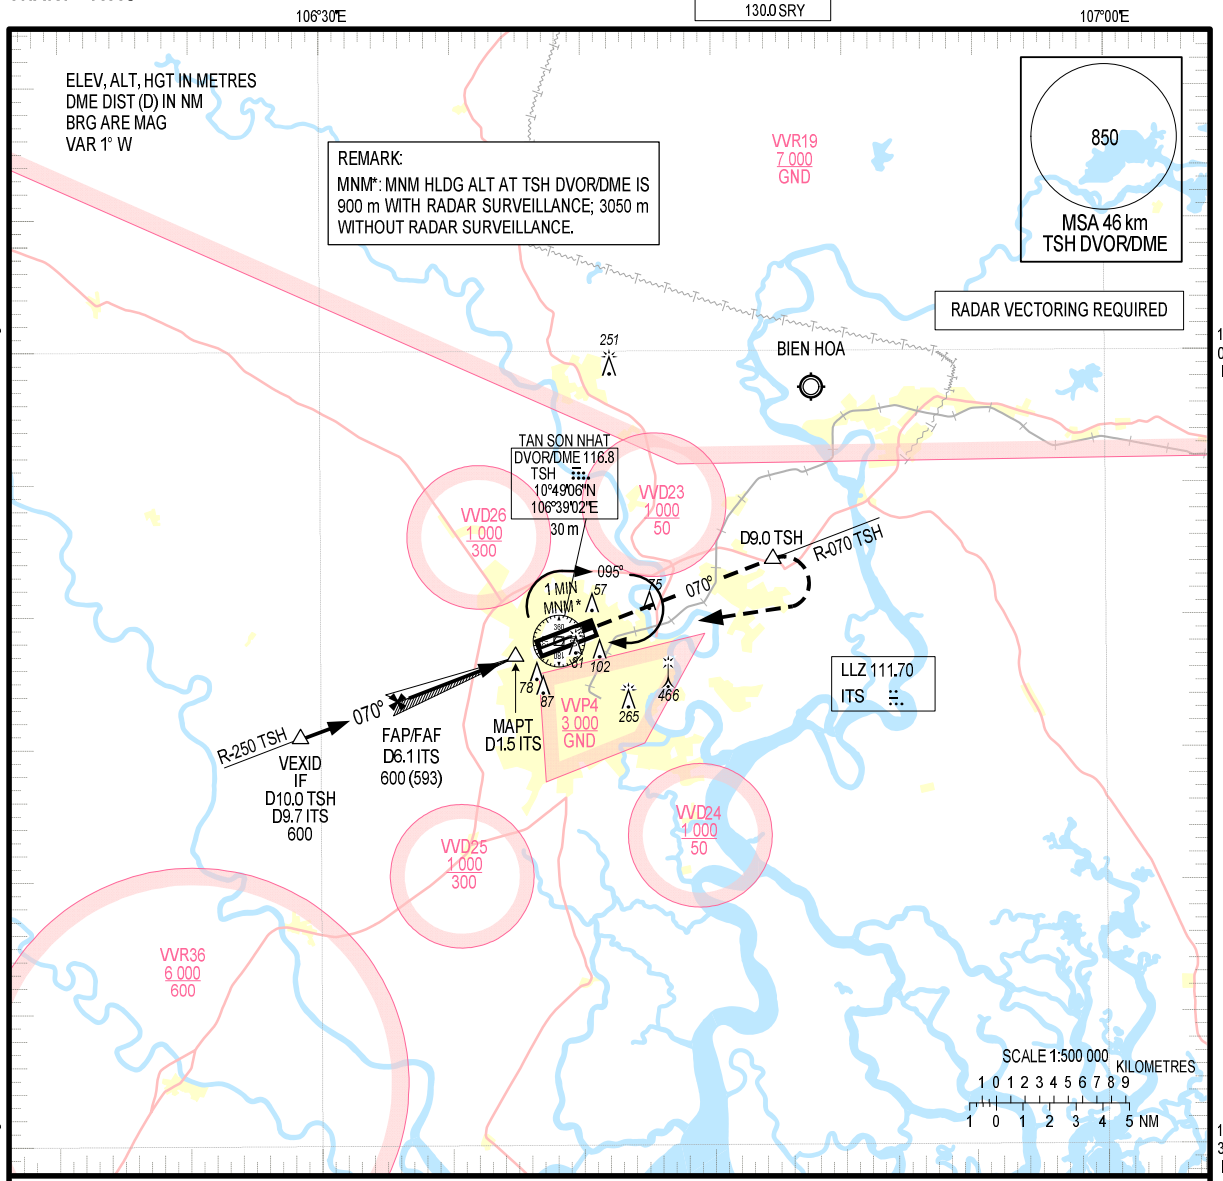 130.0 SRY
106°30'E
107°00'E
ELEV, ALT, HGT IN METRES
DME DIST (D) IN NM
BRG ARE MAG
VAR 1° W
REMARK:
MNM*: MNM HLDG ALT AT TSH DVOR/DME IS
900 m WITH RADAR SURVEILLANCE; 3050 m
WITHOUT RADAR SURVEILLANCE.
VVR19
7 000
GND
850
MSA 46 km
TSH DVOR/DME
RADAR VECTORING REQUIRED
251
BIEN HOA
TAN SON NHAT
DVOR/DME 116.8
TSH
10°49'06"N
106°39'02"E
30 m
VVD26
1 000
300
VVD23
1 000
50
D9.0 TSH
R-070 TSH
095°
070°
1 MIN
MNM*
57
75
360
180
81
102
78
87
LLZ 111.70
ITS
466
265
VVP4
3 000
GND
MAPT
D1.5 ITS
070°
R-250 TSH
FAP/FAF
D6.1 ITS
600 (593)
VEXID
IF
D10.0 TSH
D9.7 ITS
600
VVD24
1 000
50
VVD25
1 000
300
VVR36
6 000
600
SCALE 1:500 000
KILOMETRES
1 0 1 2 3 4 5 6 7 8 9
1 0 1 2 3 4 5 NM